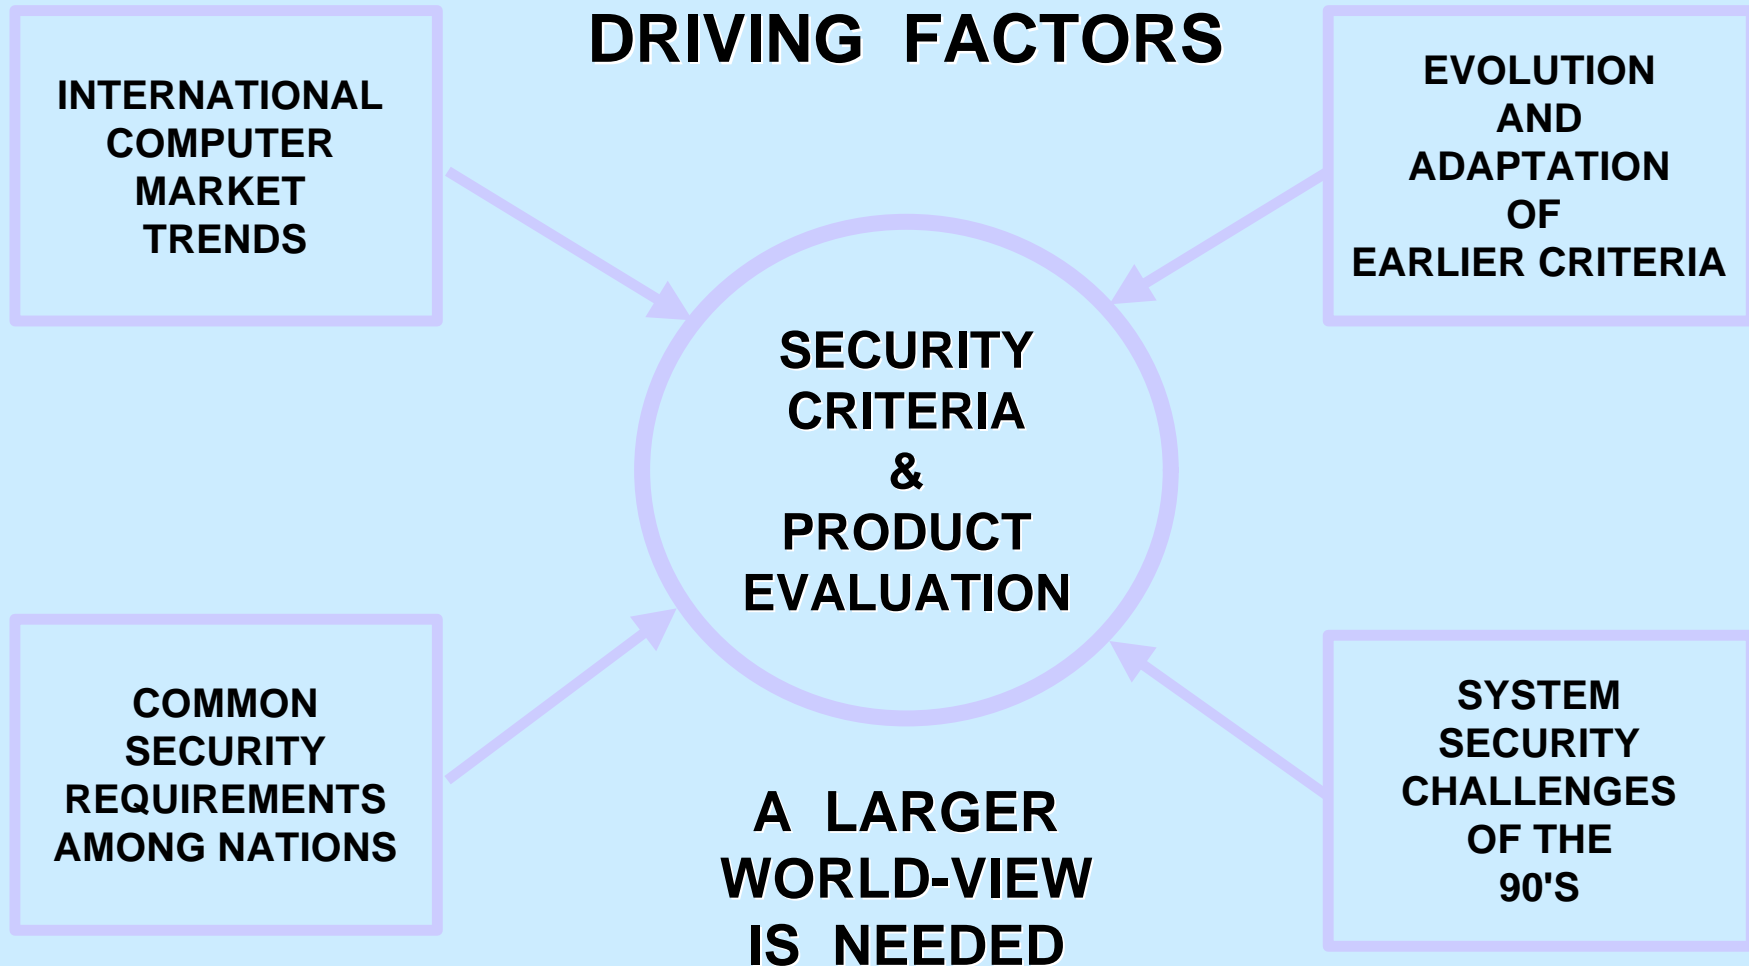 DRIVING FACTORS
INTERNATIONAL
COMPUTER
MARKET
TRENDS
EVOLUTION
AND
ADAPTATION
OF
EARLIER CRITERIA
SECURITY
CRITERIA
&
PRODUCT
EVALUATION
COMMON
SECURITY
REQUIREMENTS
AMONG NATIONS
SYSTEM
SECURITY
CHALLENGES
OF THE
90'S
A LARGER
WORLD-VIEW
IS NEEDED